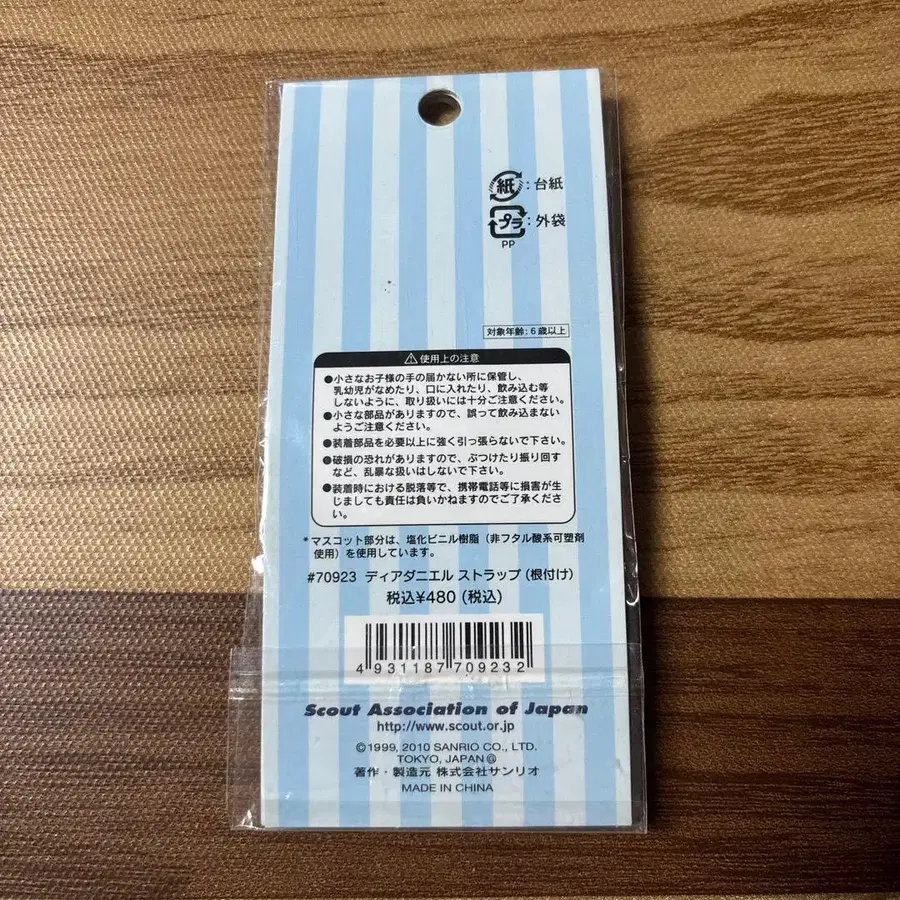 紙:台紙
プラ:外袋
PP
対象年齢:6歳以上
⚠使用上の注意
●小さなお子様の手の届かない所に保管し、
乳幼児がなめたり、口に入れたり、飲み込む等
しないように、取り扱いには十分ご注意ください。
●小さな部品がありますので、誤って飲み込まない
ようご注意ください。
●装着部品を必要以上に強く引っ張らないで下さい。
●破損の恐れがありますので、ぶつけたり振り回す
など、乱暴な扱いはしないで下さい。
●装着時における脱落等で、携帯電話等に損害が生
じましても責任は負いかねますのでご了承くださ
い。
*マスコット部分は、塩化ビニル樹脂(非フタル酸系可塑剤
使用)を使用しています。
#70923 ディアダニエル ストラップ(根付け)
税込¥480(税込)
4 931187 709232
Scout Association of Japan
http://www.scout.or.jp
©1999, 2010 SANRIO CO., LTD.
TOKYO, JAPAN Ⓖ
著作・製造元 株式会社サンリオ
MADE IN CHINA